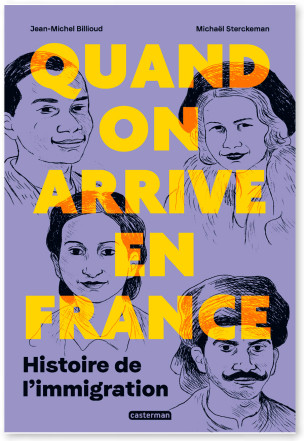 Jean-Michel Billioud Michaël Sterckeman
QUAND
ON
ARRIVE
EN
FRANCE
Histoire de
l'immigration
casterman